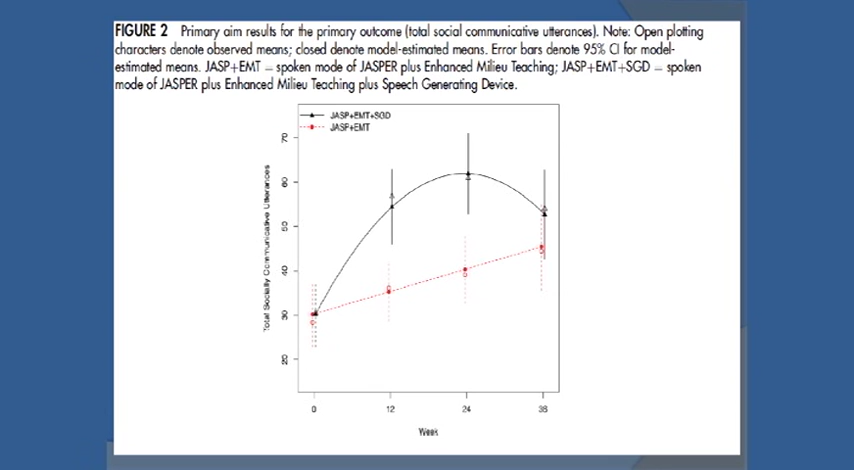 FIGURE 2 Primary aim results for the primary outcome (total social communicative utterances). Note: Open plotting
characters denote observed means; closed denote model-estimated means. Error bars denote 95% CI for model-
estimated means. JASP+EMT = spoken mode of JASPER plus Enhanced Milieu Teaching; JASP+EMT+SGD = spoken
mode of JASPER plus Enhanced Milieu Teaching plus Speech Generating Device.
JASP+EMT+SGD
JASP+EMT
Total Socially Communicative Utterances
70
60
50
40
30
20
0 12 24 36
Week